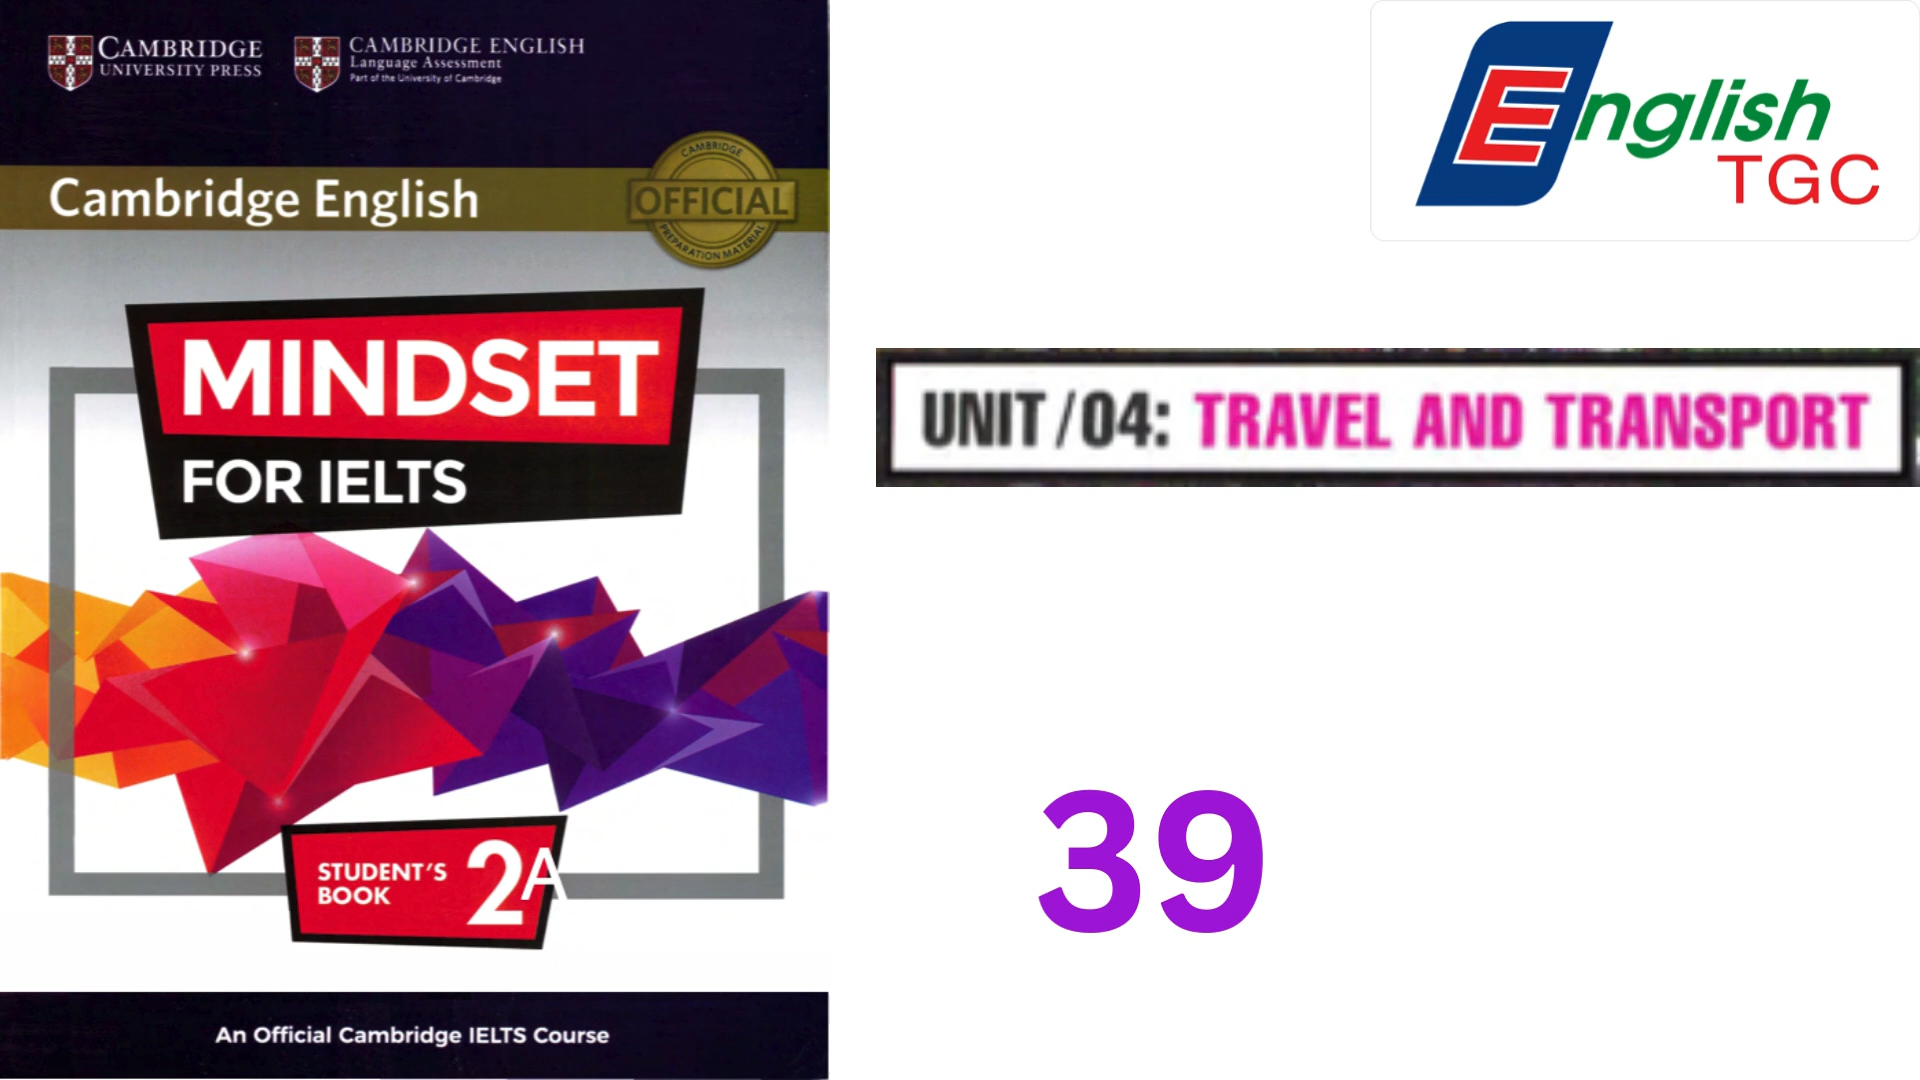 CAMBRIDGE
UNIVERSITY PRESS
CAMBRIDGE ENGLISH
Language Assessment
Part of the University of Cambridge
Cambridge English
CAMBRIDGE
OFFICIAL
PREPARATION MATERIAL
MINDSET
FOR IELTS
STUDENT'S
BOOK
2A
An Official Cambridge IELTS Course
English
TGC
UNIT/04: TRAVEL AND TRANSPORT
39